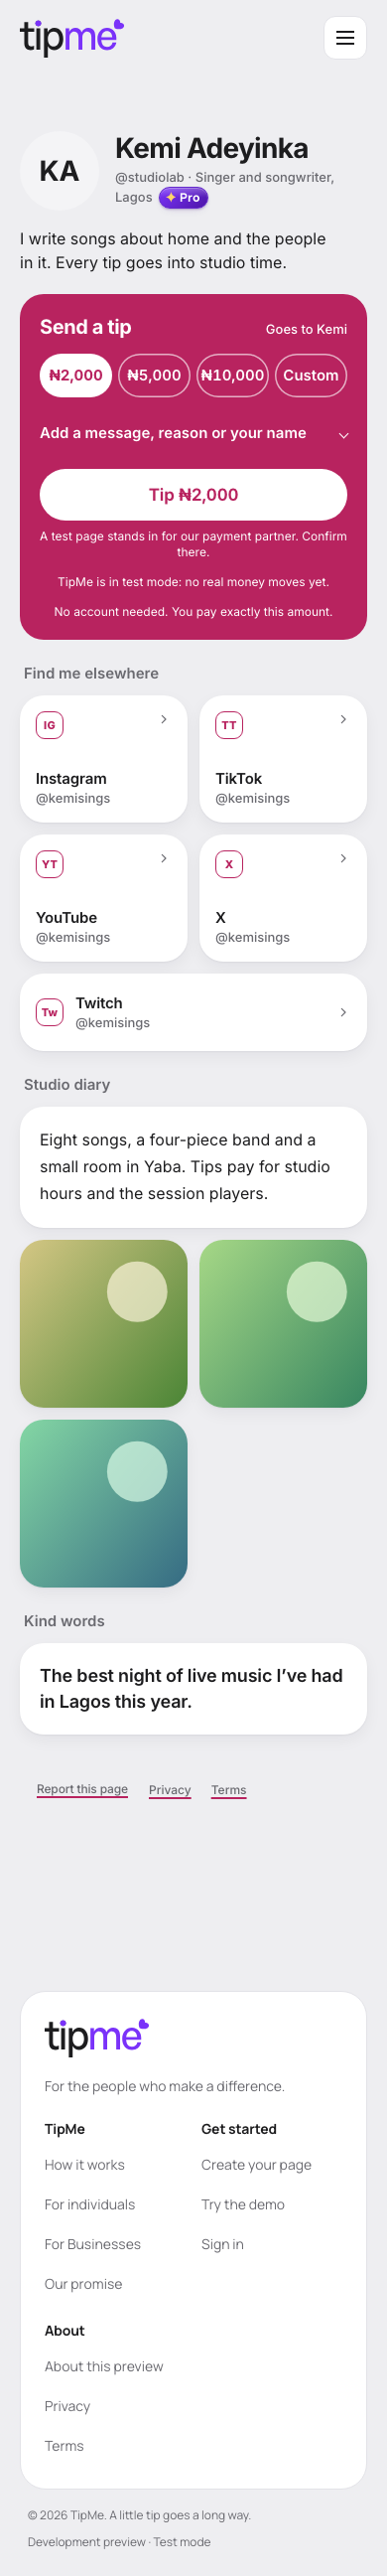 tipme
KA
Kemi Adeyinka
@studiolab · Singer and songwriter,
Lagos ✦ Pro
I write songs about home and the people
in it. Every tip goes into studio time.
Send a tip
Goes to Kemi
₦2,000
₦5,000
₦10,000
Custom
Add a message, reason or your name
Tip ₦2,000
A test page stands in for our payment partner. Confirm
there.
TipMe is in test mode: no real money moves yet.
No account needed. You pay exactly this amount.
Find me elsewhere
IG
Instagram
@kemisings
TT
TikTok
@kemisings
YT
YouTube
@kemisings
X
X
@kemisings
Tw
Twitch
@kemisings
Studio diary
Eight songs, a four-piece band and a
small room in Yaba. Tips pay for studio
hours and the session players.
Kind words
The best night of live music I’ve had
in Lagos this year.
Report this page
Privacy
Terms
tipme
For the people who make a difference.
TipMe
How it works
For individuals
For Businesses
Our promise
Get started
Create your page
Try the demo
Sign in
About
About this preview
Privacy
Terms
© 2026 TipMe. A little tip goes a long way.
Development preview · Test mode